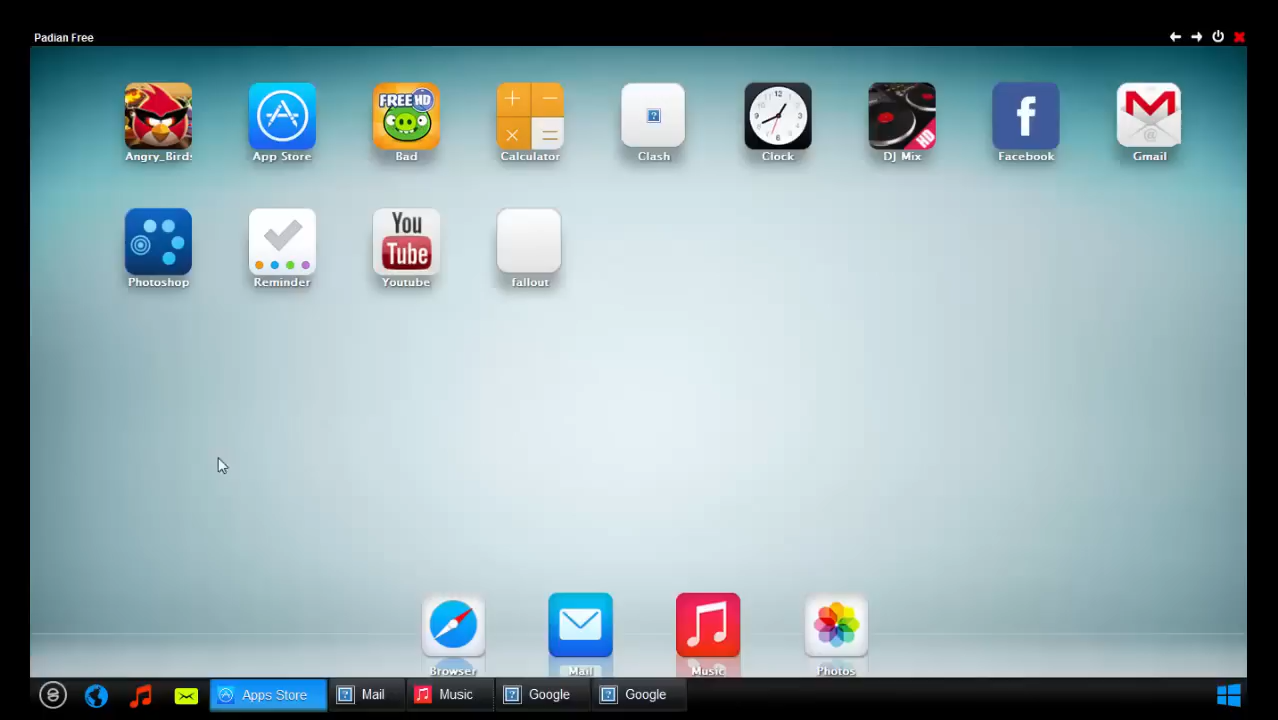 Padian Free
FREE HD
Angry_Birds
App Store
Bad
Calculator
Clash
Clock
DJ Mix
Facebook
Gmail
You
Tube
Photoshop
Reminder
Youtube
fallout
Browser
Mail
Music
Photos
Apps Store
Mail
Music
Google
Google